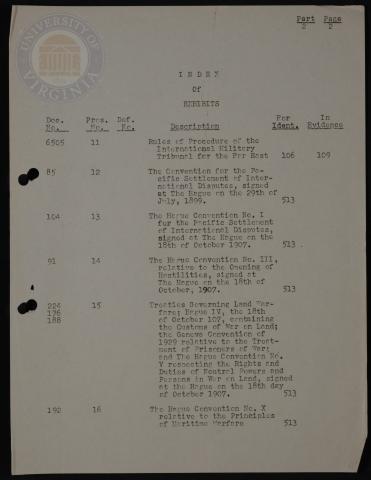 UNIVERSITY OF VIRGINIA
Part Page
2 2
INDEX
Of
EXHIBITS
Doc. Pros. Def. For In
No. No. No. Description Ident. Evidence
6505 11 Rules of Procedure of the
International Military
Tribunal for the Far East 106 109
85 12 The Convention for the Pa-
cific Settlement of Inter-
national Disputes, signed
at The Hague on the 29th of
July, 1899. 513
104 13 The Hague Convention No. I
for the Pacific Settlement
of International Disputes,
signed at The Hague on the
18th of October 1907. 513
91 14 The Hague Convention No. III,
relative to the Opening of
Hostilities, signed at
The Hague on the 18th of
October, 1907. 513
224 15 Treaties Governing Land War-
176 fare; Hague IV, the 18th
188 of October 107, containing
the Customs of War on Land;
the Geneva Convention of
1929 relative to the Treat-
ment of Prisoners of War;
and The Hague Convention No.
V respecting the Rights and
Duties of Neutral Powers and
Persons in War on Land, signed
at the Hague on the 18th day
of October 1907. 513
192 16 The Hague Convention No. X
relative to the Principles
of Maritime Warfare 513